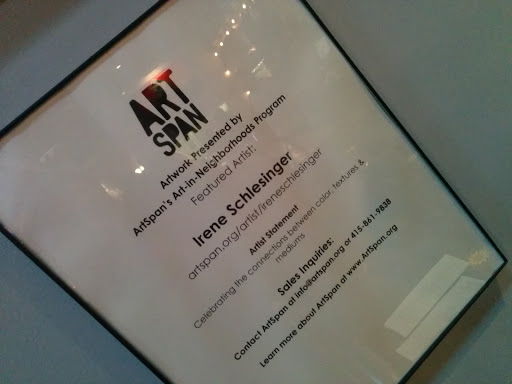 ART
SPAN
Artwork Presented by
ArtSpan's Art-in-Neighborhoods Program
Featured Artist:
Irene Schlesinger
artspan.org/artist/ireneschlesinger
Artist Statement
Celebrating the connections between color, textures &
mediums
Sales Inquiries:
Contact ArtSpan at info@artspan.org or 415-861-9838
Learn more about ArtSpan at www.ArtSpan.org